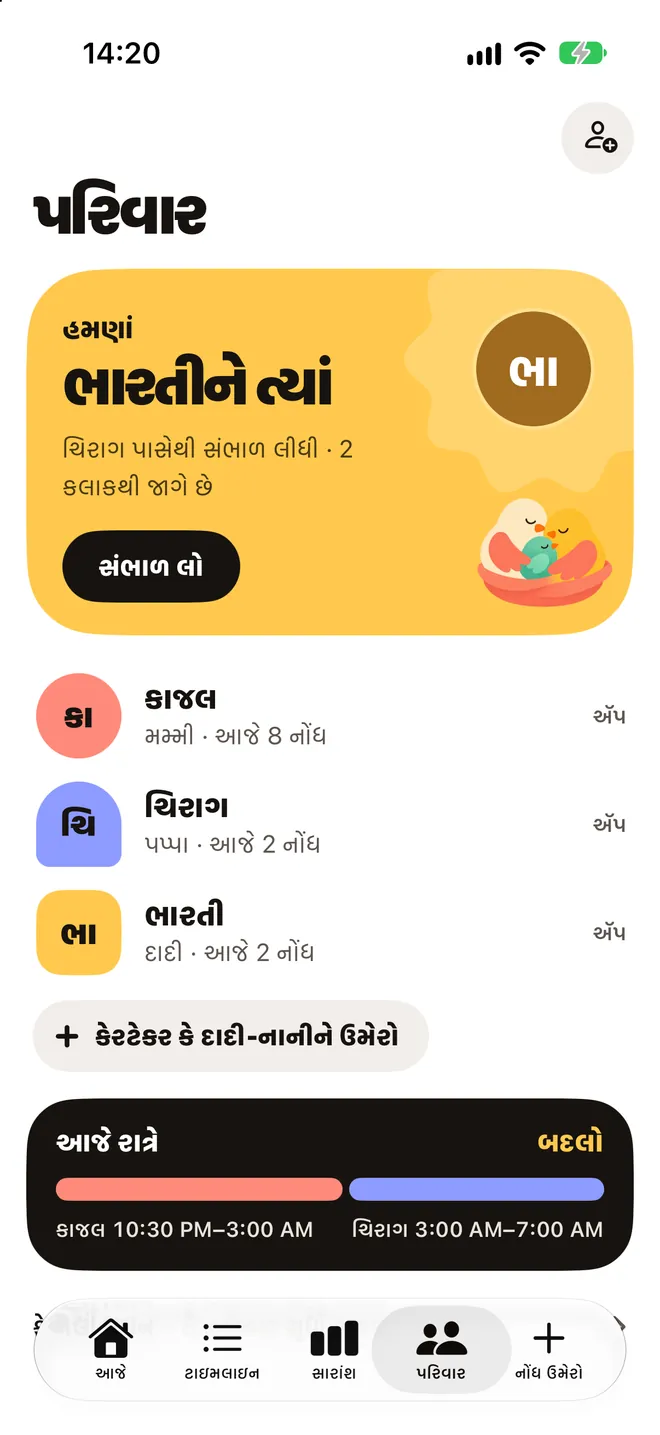 14:20
પરિવાર
હમણાં
ભારતીને ત્યાં
ભા
ચિરાગ પાસેથી સંભાળ લીધી · 2
કલાકથી જાગે છે
સંભાળ લો
કા
કાજલ
મમ્મી · આજે 8 નોંધ
ઍપ
ચિ
ચિરાગ
પપ્પા · આજે 2 નોંધ
ઍપ
ભા
ભારતી
દાદી · આજે 2 નોંધ
ઍપ
+ કેરટેકર કે દાદી-નાનીને ઉમેરો
આજે રાત્રે
બદલો
કાજલ 10:30 PM–3:00 AM
ચિરાગ 3:00 AM–7:00 AM
આજે
ટાઇમલાઇન
સારાંશ
પરિવાર
નોંધ ઉમેરો